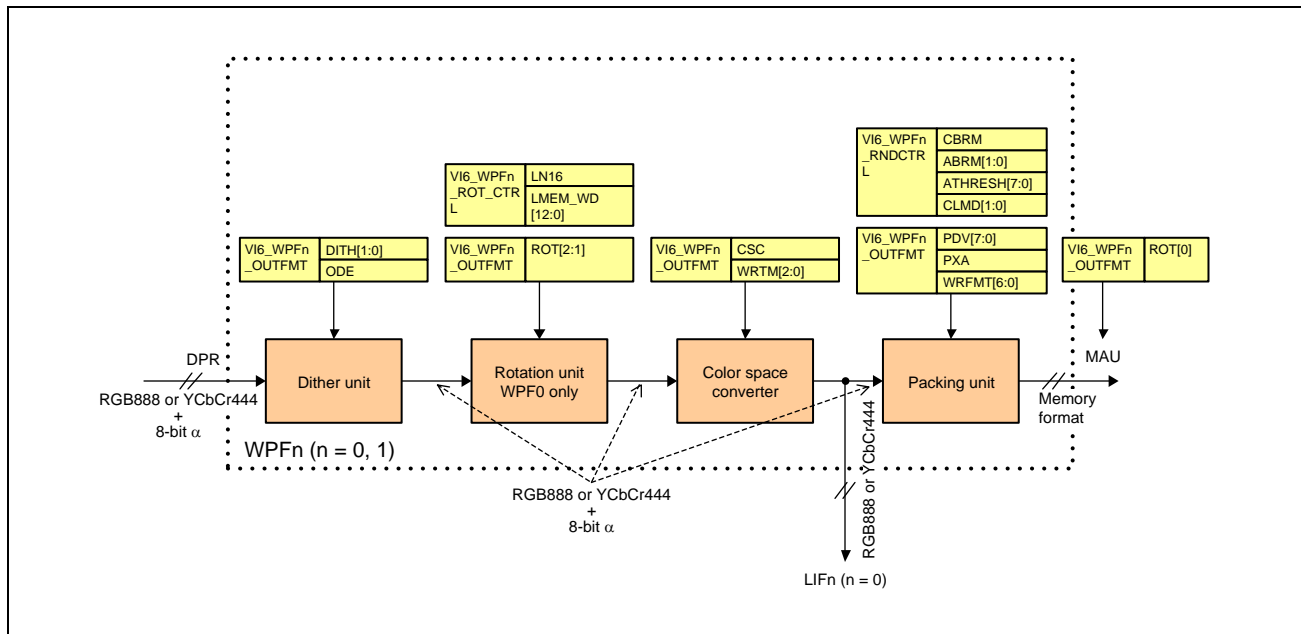 VI6_WPFn
_RNDCTR
L
CBRM
ABRM[1:0]
ATHRESH[7:0]
CLMD[1:0]
VI6_WPFn
_ROT_CTR
L
LN16
LMEM_WD
[12:0]
VI6_WPFn
_OUTFMT
DITH[1:0]
ODE
VI6_WPFn
_OUTFMT
ROT[2:1]
VI6_WPFn
_OUTFMT
CSC
WRTM[2:0]
VI6_WPFn
_OUTFMT
PDV[7:0]
PXA
WRFMT[6:0]
VI6_WPFn
_OUTFMT
ROT[0]
DPR
RGB888 or YCbCr444
+
8-bit α
Dither unit
Rotation unit
WPF0 only
Color space
converter
Packing unit
MAU
Memory
format
WPFn (n = 0, 1)
RGB888 or YCbCr444
+
8-bit α
RGB888 or YCbCr444
LIFn (n = 0)